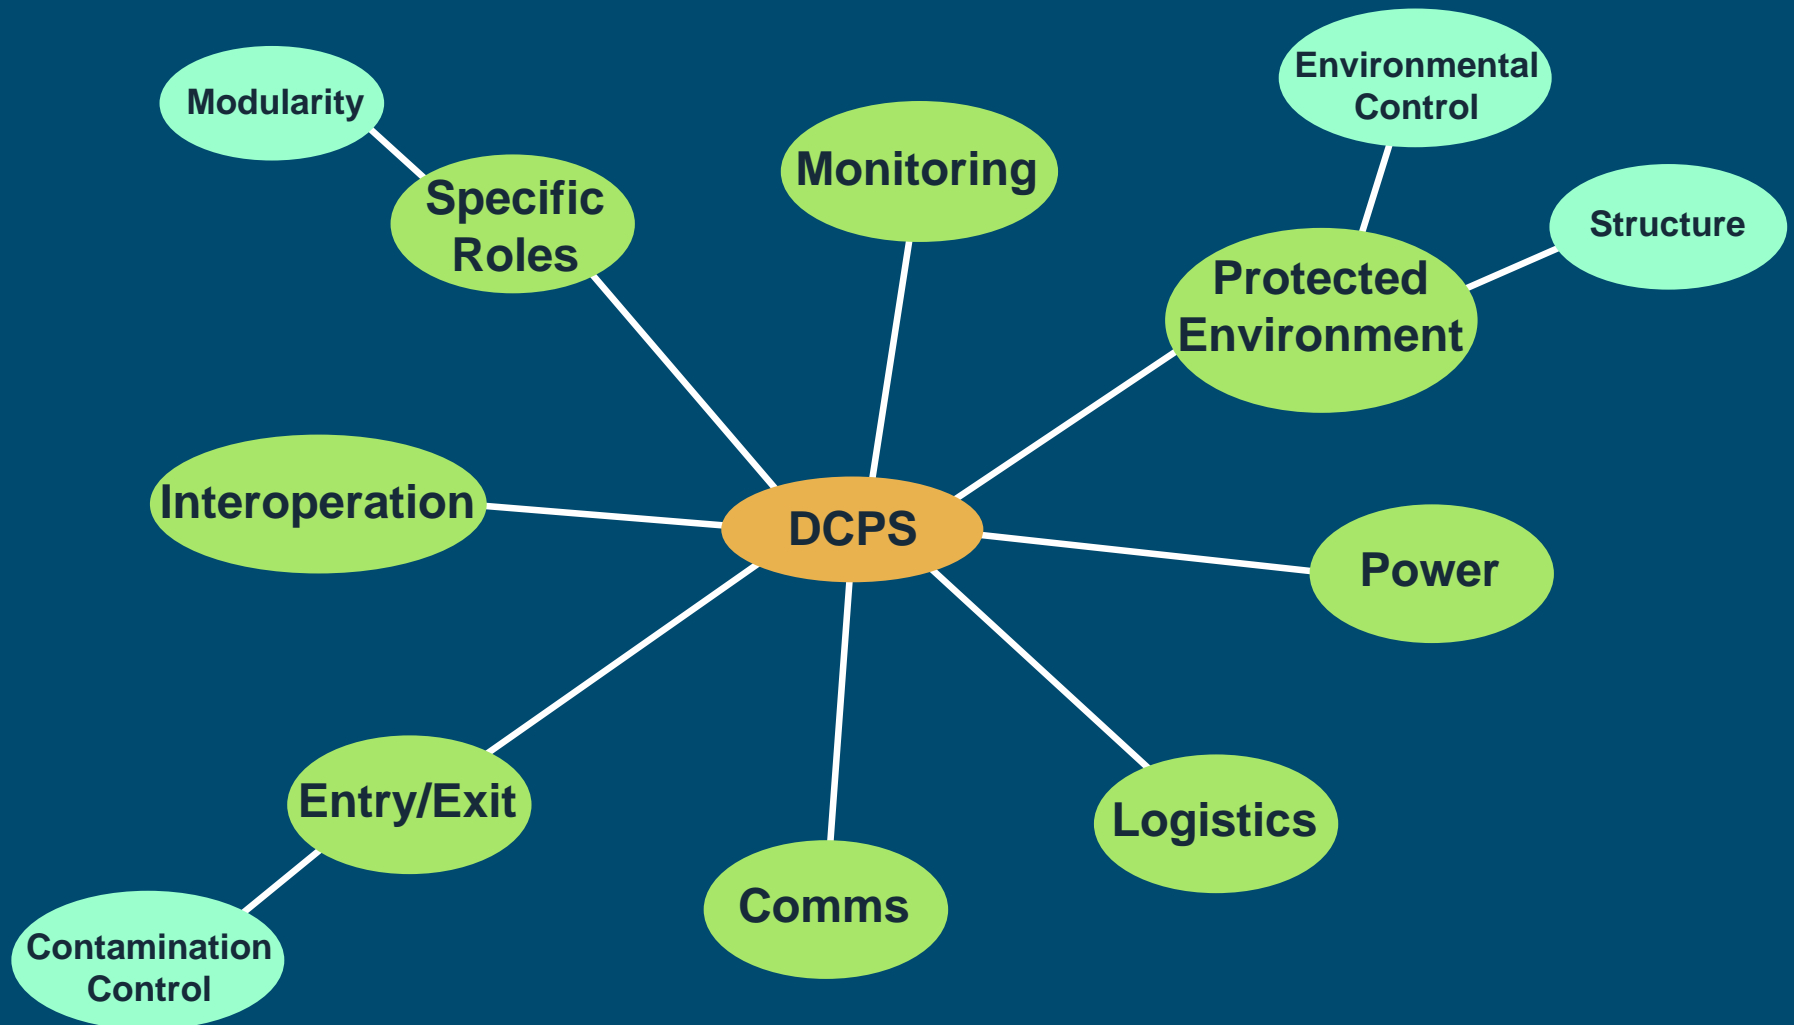 Environmental
Control
Modularity
Monitoring
Specific
Roles
Structure
Protected
Environment
Interoperation
DCPS
Power
Entry/Exit
Logistics
Comms
Contamination
Control